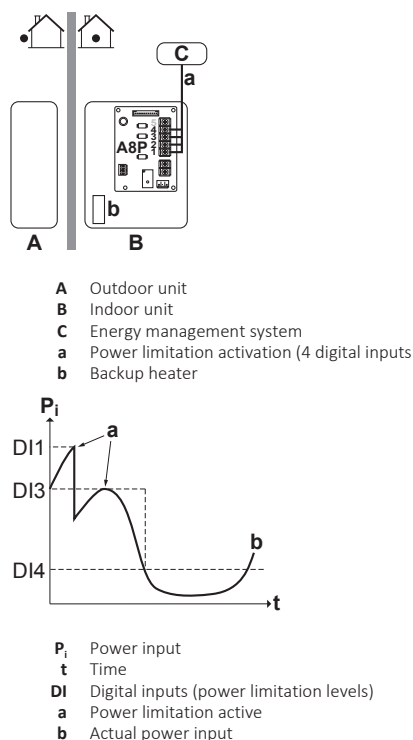 C
a
5
4
3
2
1
A8P
b
A
B
A Outdoor unit
B Indoor unit
C Energy management system
a Power limitation activation (4 digital inputs
b Backup heater
Pi
a
DI1
DI3
b
DI4
t
Pi Power input
t Time
DI Digital inputs (power limitation levels)
a Power limitation active
b Actual power input